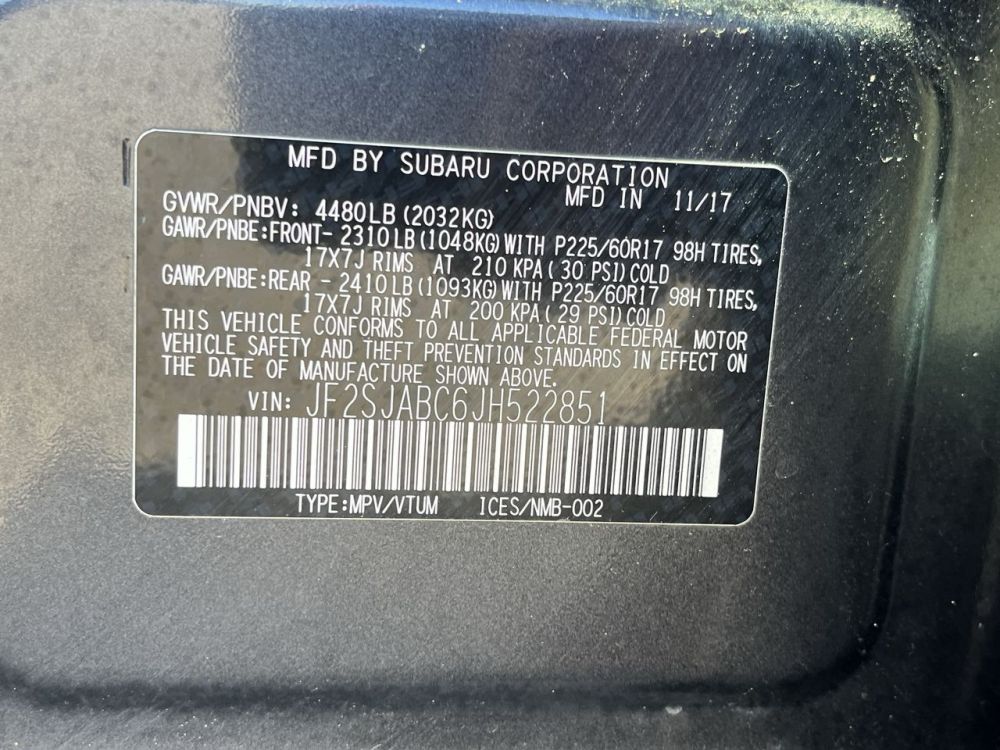 MFD BY SUBARU CORPORATION
MFD IN 11/17
GVWR/PNBV: 4480LB (2032KG)
GAWR/PNBE:FRONT- 2310LB (1048KG) WITH P225/60R17 98H TIRES,
17X7J RIMS AT 210 KPA ( 30 PSI) COLD
GAWR/PNBE:REAR - 2410LB (1093KG) WITH P225/60R17 98H TIRES,
17X7J RIMS AT 200 KPA ( 29 PSI) COLD
THIS VEHICLE CONFORMS TO ALL APPLICABLE FEDERAL MOTOR
VEHICLE SAFETY AND THEFT PREVENTION STANDARDS IN EFFECT ON
THE DATE OF MANUFACTURE SHOWN ABOVE.
VIN: JF2SJABC6JH522851
TYPE:MPV/VTUM ICES/NMB-002